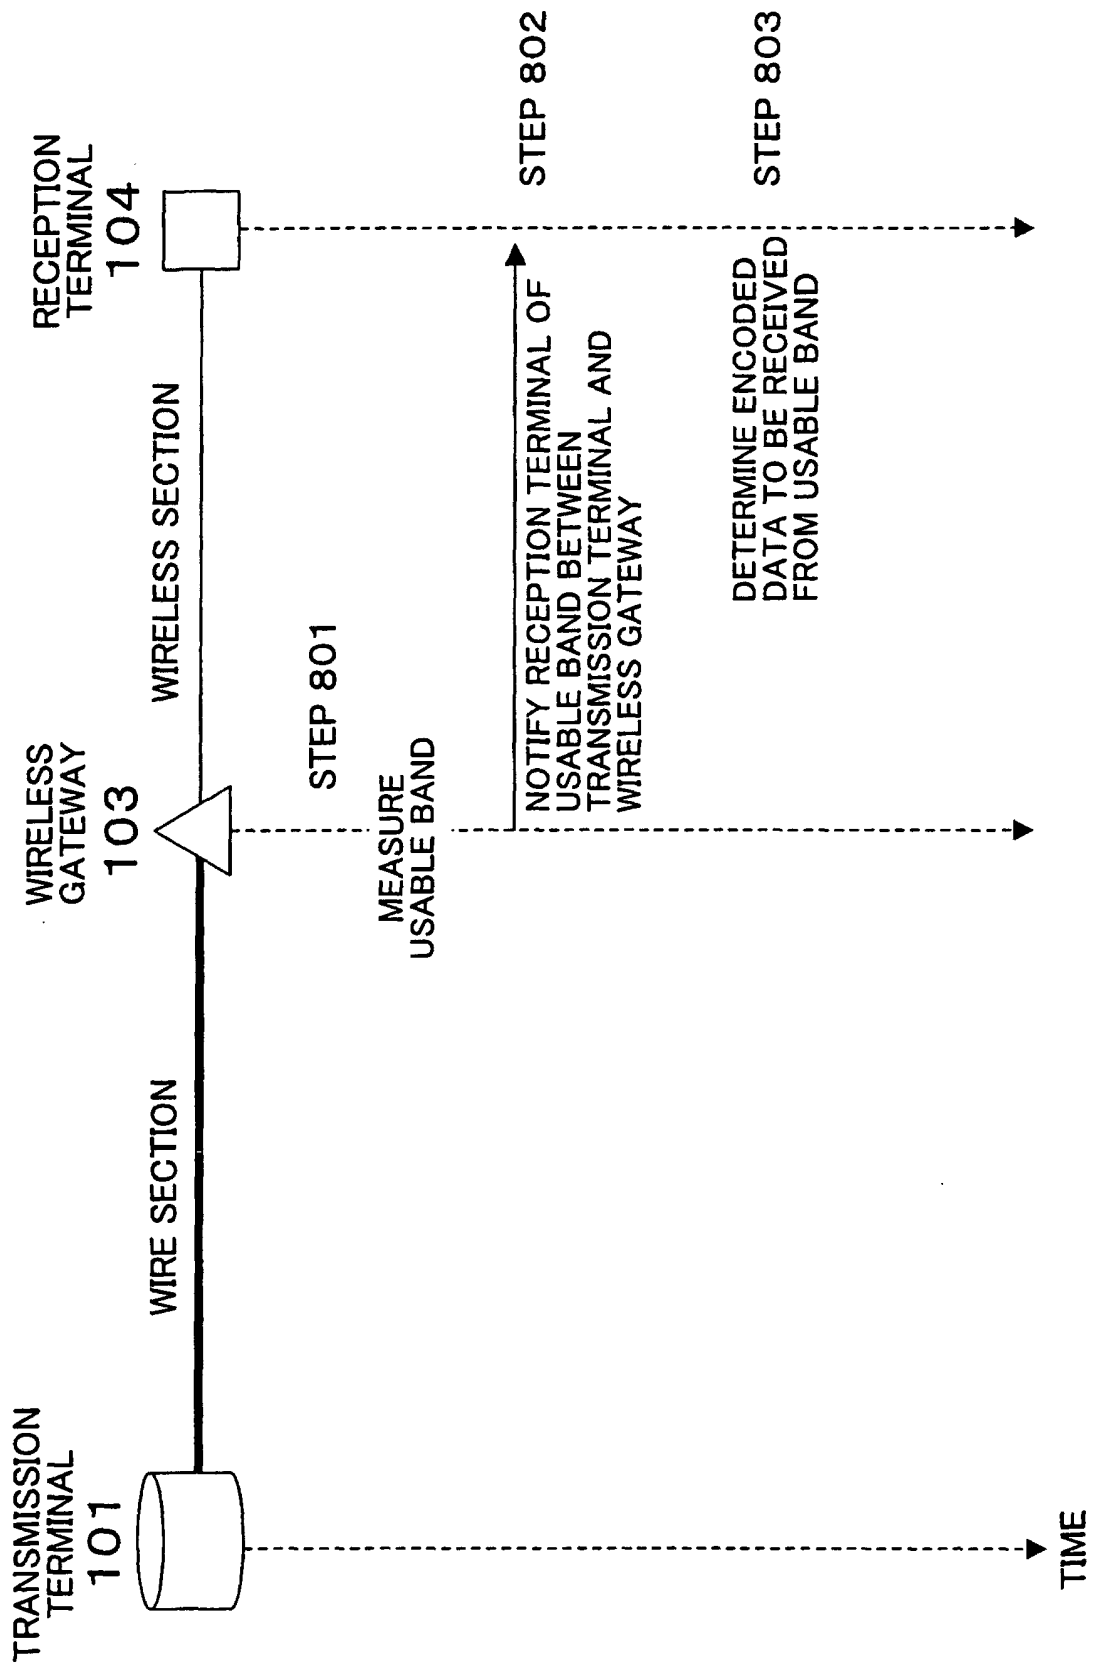 TRANSMISSION
TERMINAL
101
WIRE SECTION
WIRELESS
GATEWAY
103
WIRELESS SECTION
RECEPTION
TERMINAL
104
STEP 801
MEASURE
USABLE BAND
STEP 802
NOTIFY RECEPTION TERMINAL OF
USABLE BAND BETWEEN
TRANSMISSION TERMINAL AND
WIRELESS GATEWAY
STEP 803
DETERMINE ENCODED
DATA TO BE RECEIVED
FROM USABLE BAND
TIME